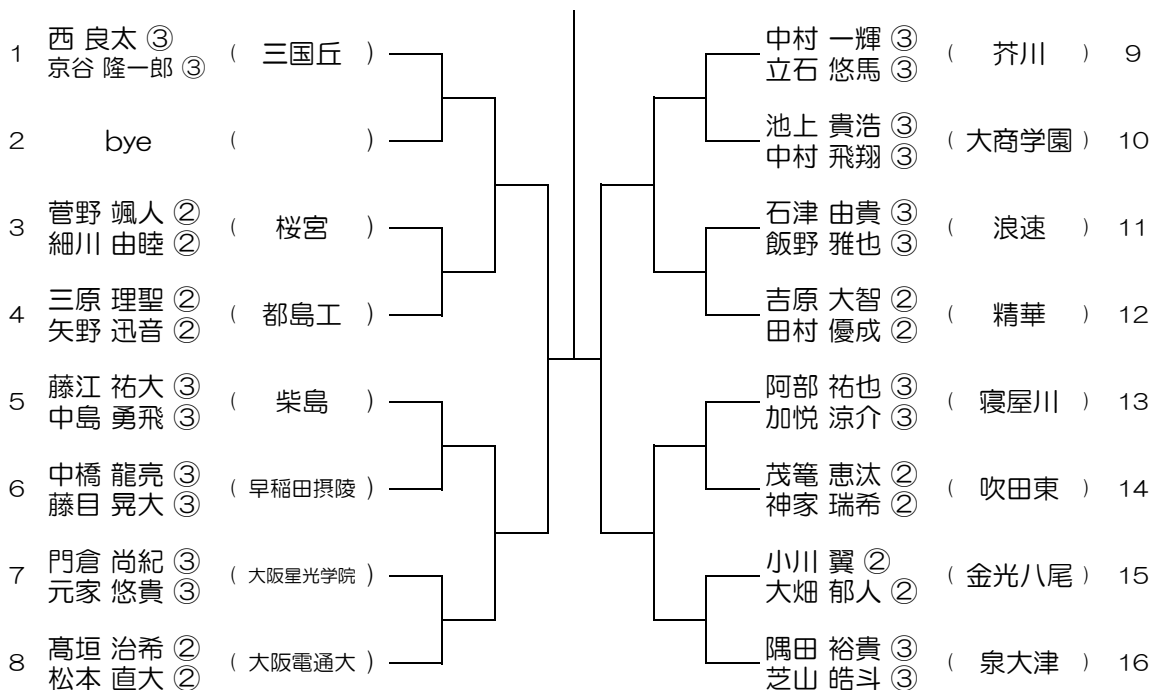 1 西 良太 ③ ( 三国丘 )
京谷 隆一郎 ③
2 bye ( )
3 菅野 颯人 ② ( 桜宮 )
細川 由睦 ②
4 三原 理聖 ② ( 都島工 )
矢野 迅音 ②
5 藤江 祐大 ③ ( 柴島 )
中島 勇飛 ③
6 中橋 龍亮 ③ ( 早稲田摂陵 )
藤目 晃大 ③
7 門倉 尚紀 ③ ( 大阪星光学院 )
元家 悠貴 ③
8 髙垣 治希 ② ( 大阪電通大 )
松本 直大 ②
中村 一輝 ③ ( 芥川 ) 9
立石 悠馬 ③
池上 貴浩 ③ ( 大商学園 ) 10
中村 飛翔 ③
石津 由貴 ③ ( 浪速 ) 11
飯野 雅也 ③
吉原 大智 ② ( 精華 ) 12
田村 優成 ②
阿部 祐也 ③ ( 寝屋川 ) 13
加悦 涼介 ③
茂篭 恵汰 ② ( 吹田東 ) 14
神家 瑞希 ②
小川 翼 ② ( 金光八尾 ) 15
大畑 郁人 ②
隅田 裕貴 ③ ( 泉大津 ) 16
芝山 皓斗 ③